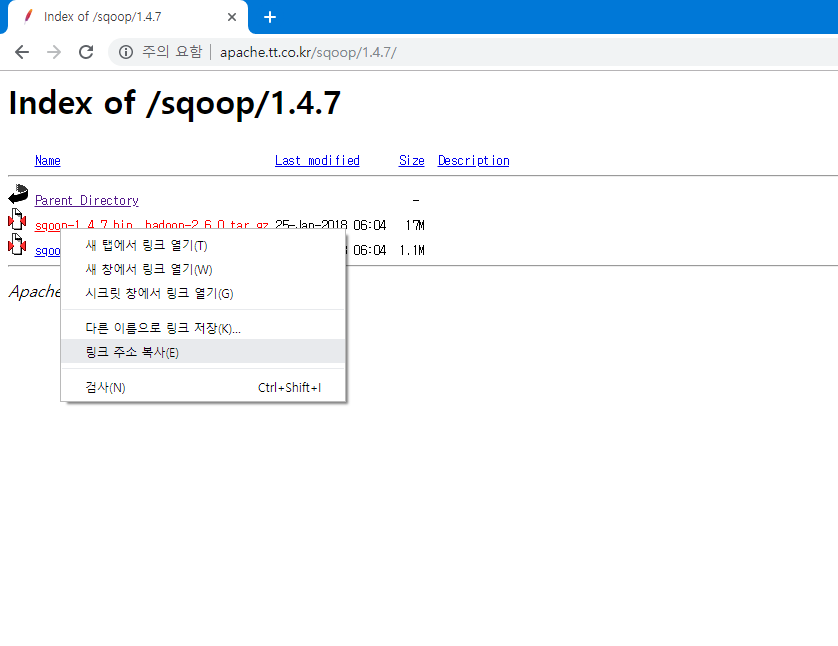 Index of /sqoop/1.4.7
주의 요함 apache.tt.co.kr/sqoop/1.4.7/
Index of /sqoop/1.4.7
Name Last modified Size Description
Parent Directory -
sqoop-1.4.7.bin__hadoop-2.6.0.tar.gz 25-Jan-2018 06:04 17M
sqoo 06:04 1.1M
Apache
새 탭에서 링크 열기(T)
새 창에서 링크 열기(W)
시크릿 창에서 링크 열기(G)
다른 이름으로 링크 저장(K)...
링크 주소 복사(E)
검사(N) Ctrl+Shift+I